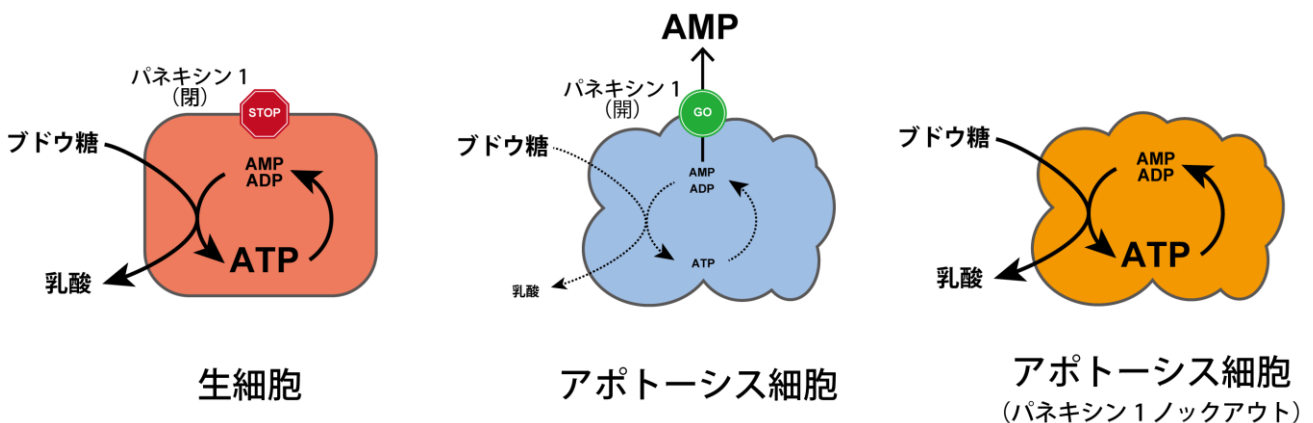 パネキシン 1
（閉）
STOP
ブドウ糖
AMP
ADP
ATP
乳酸
生細胞
AMP
パネキシン 1
（開）
GO
ブドウ糖
AMP
ADP
ATP
乳酸
アポトーシス細胞
ブドウ糖
AMP
ADP
ATP
乳酸
アポトーシス細胞
（パネキシン 1 ノックアウト）